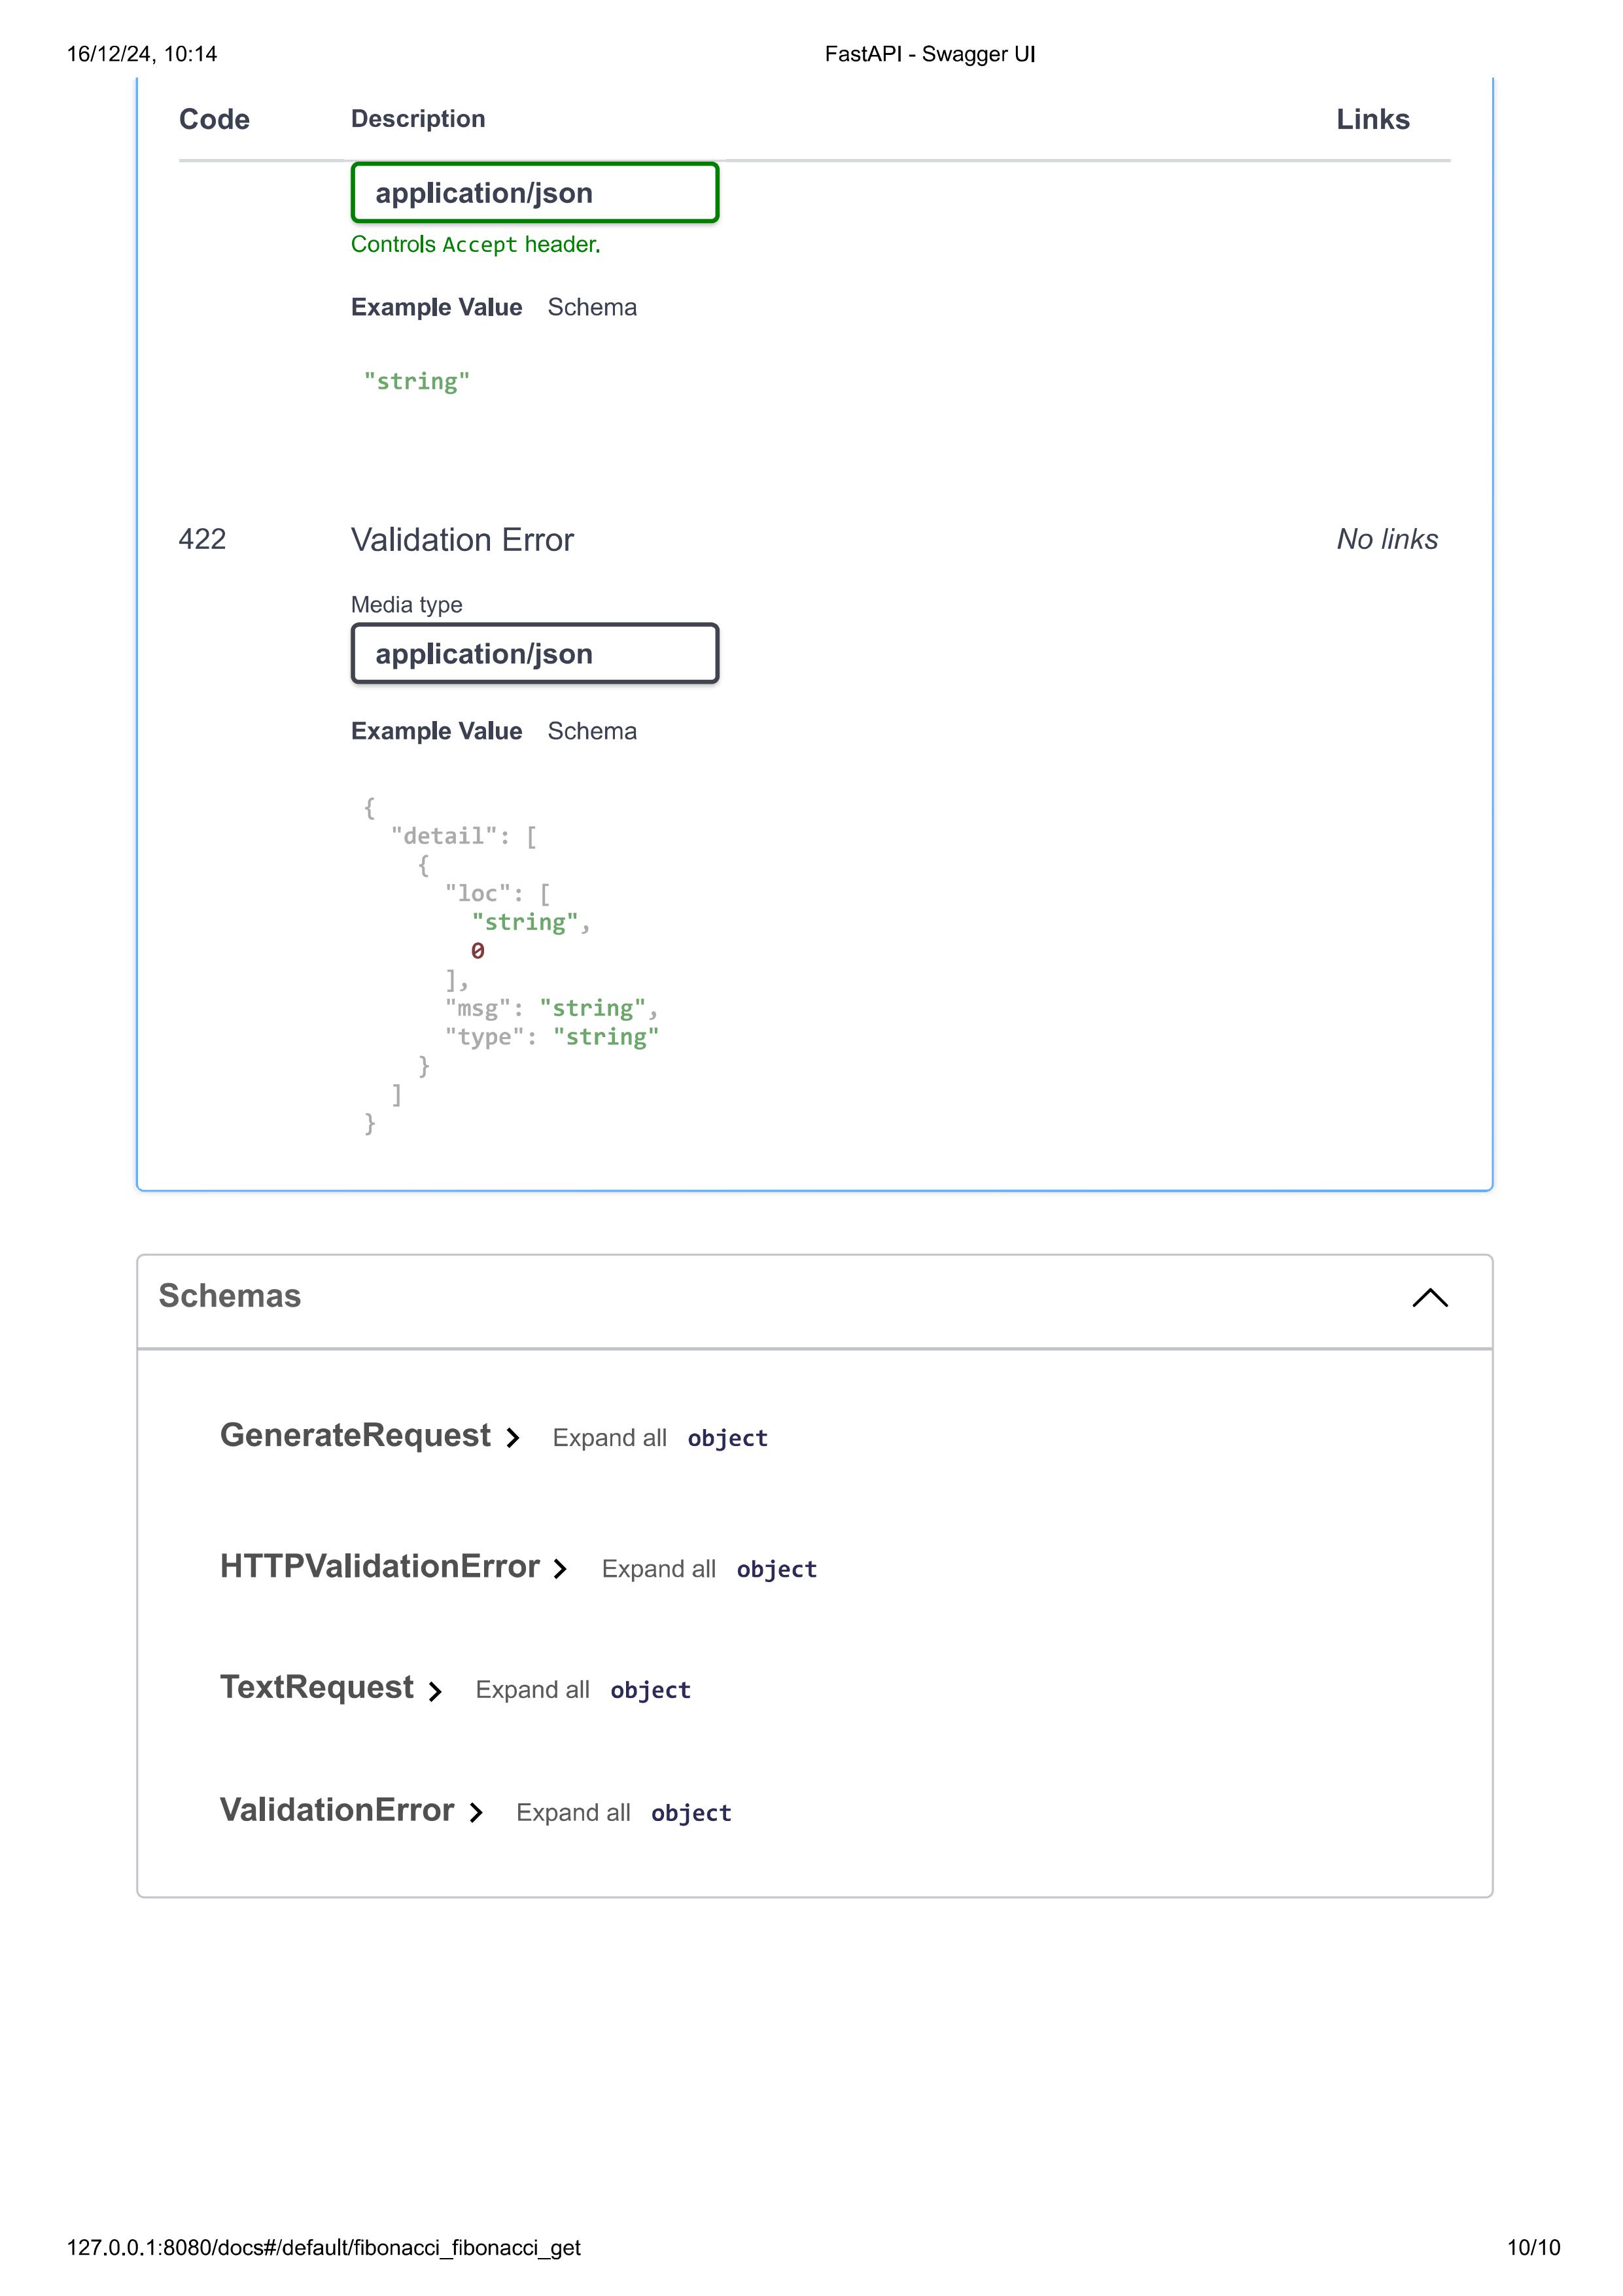 16/12/24, 10:14 FastAPI - Swagger UI
Code Description Links
application/json
Controls Accept header.
Example Value Schema
"string"
422 Validation Error No links
Media type
application/json
Example Value Schema
{
  "detail": [
    {
      "loc": [
        "string",
        0
      ],
      "msg": "string",
      "type": "string"
    }
  ]
}
Schemas
GenerateRequest Expand all object
HTTPValidationError Expand all object
TextRequest Expand all object
ValidationError Expand all object
127.0.0.1:8080/docs#/default/fibonacci_fibonacci_get 10/10